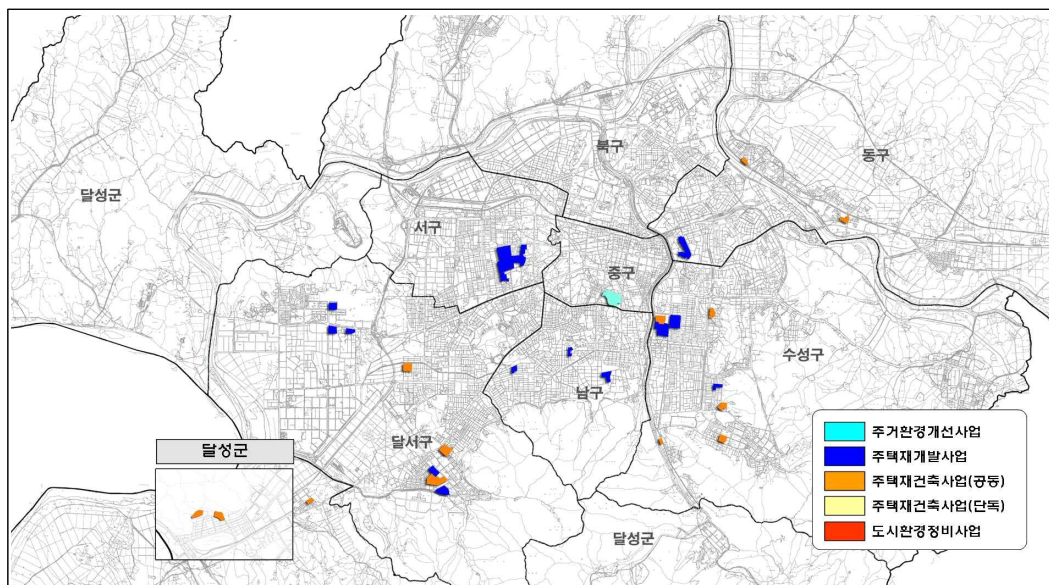 북구
동구
달성군
서구
중구
수성구
남구
달서구
달성군
달성군
주거환경개선사업
주택재개발사업
주택재건축사업(공동)
주택재건축사업(단독)
도시환경정비사업